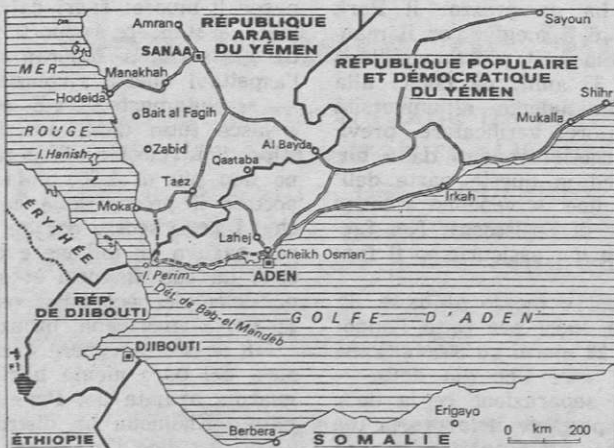 Amran
RÉPUBLIQUE
ARABE
DU YÉMEN
Sayoun
SANAA
MER
Manakhah
RÉPUBLIQUE POPULAIRE
ET DÉMOCRATIQUE
DU YÉMEN
Hodeida
Shihr
Bait al Fagih
Mukalla
ROUGE
I. Hanish
Zabid
Al Bayda
Qaataba
Taez
Irkah
Moka
ÉRYTHÉE
Lahej
Cheikh Osman
ADEN
I. Perim
RÉP.
DE DJIBOUTI
Dét. de Bab-el Mandeb
GOLFE D'ADEN
DJIBOUTI
Erigayo
Berbera
0 km 200
ÉTHIOPIE
SOMALIE